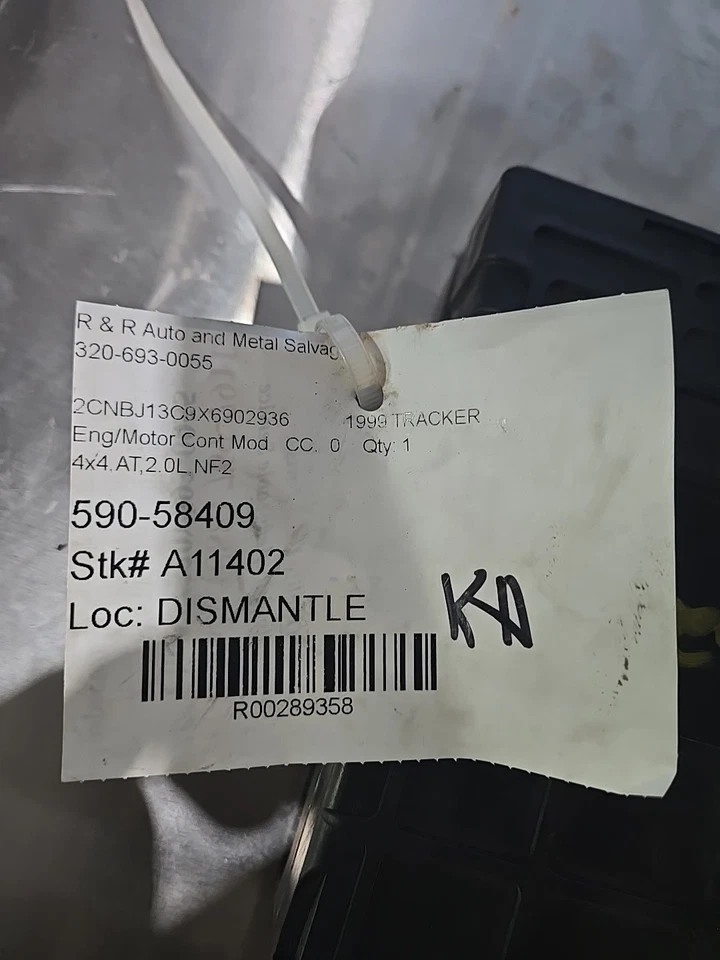 R & R Auto and Metal Salvag
320-693-0055
2CNBJ13C9X6902936 1999 TRACKER
Eng/Motor Cont Mod CC. 0 Qty: 1
4x4,AT,2.0L,NF2
590-58409
Stk# A11402
Loc: DISMANTLE
KA
R00289358